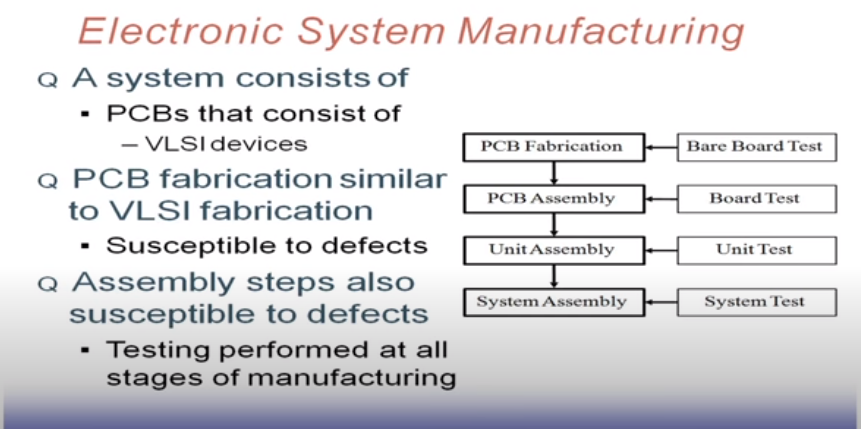 Electronic System Manufacturing
Q A system consists of
▪ PCBs that consist of
– VLSI devices
Q PCB fabrication similar
to VLSI fabrication
▪ Susceptible to defects
Q Assembly steps also
susceptible to defects
▪ Testing performed at all
stages of manufacturing
PCB Fabrication
Bare Board Test
PCB Assembly
Board Test
Unit Assembly
Unit Test
System Assembly
System Test